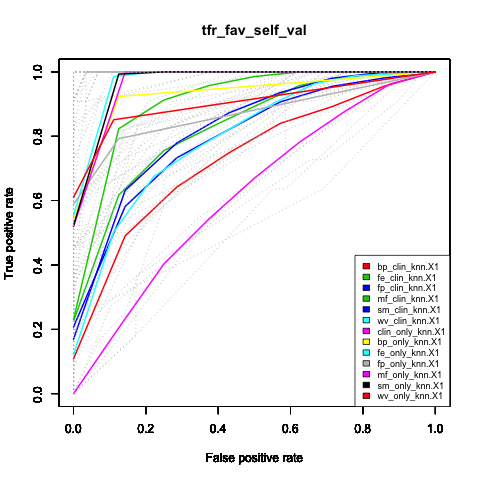 tfr_fav_self_val
True positive rate
1.0
0.8
0.6
0.4
0.2
0.0
bp_clin_knn.X1
fe_clin_knn.X1
fp_clin_knn.X1
mf_clin_knn.X1
sm_clin_knn.X1
wv_clin_knn.X1
clin_only_knn.X1
bp_only_knn.X1
fe_only_knn.X1
fp_only_knn.X1
mf_only_knn.X1
sm_only_knn.X1
wv_only_knn.X1
0.0 0.2 0.4 0.6 0.8 1.0
False positive rate